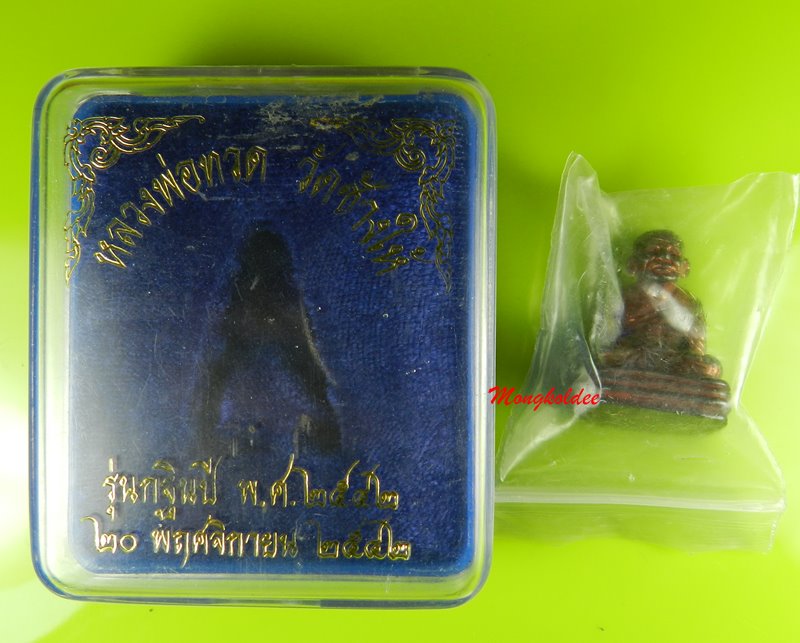 หลวงพ่อทวด วัดช้างให้
Mongkoldee
รุ่นกฐินปี พ.ศ.๒๕๔๒
๒๐ พฤศจิกายน ๒๕๔๒